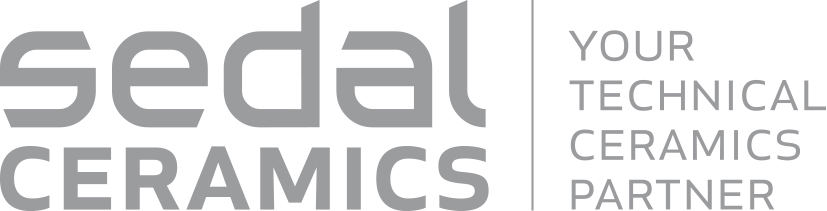 sedal
CERAMICS
YOUR
TECHNICAL
CERAMICS
PARTNER